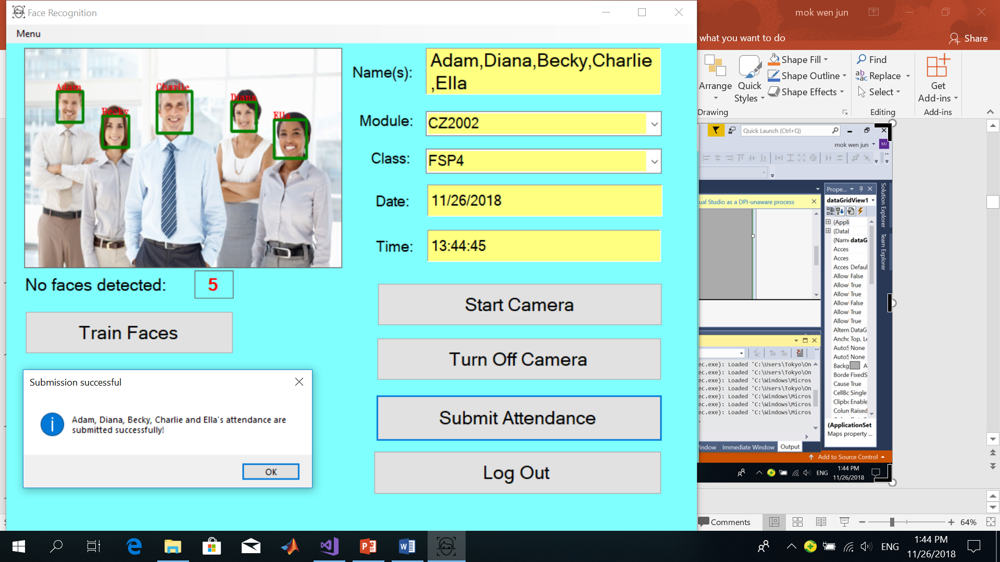 Face Recognition
Menu
Adam
Becky
Charlie
Diana
Ella
Name(s):
Adam,Diana,Becky,Charlie
,Ella
Module:
CZ2002
Class:
FSP4
Date:
11/26/2018
Time:
13:44:45
No faces detected:
5
Train Faces
Start Camera
Turn Off Camera
Submit Attendance
Log Out
Submission successful
Adam, Diana, Becky, Charlie and Ella's attendance are
submitted successfully!
OK
mok wen jun
what you want to do
Share
Arrange
Quick
Styles
Shape Fill
Shape Outline
Shape Effects
Drawing
Find
Replace
Select
Editing
Get
Add-ins
Add-ins
Quick Launch (Ctrl+Q)
mok wen jun
MJ
ual Studio as a DPI-unaware process
Prope...
dataGridView1
(Appli
(DataI
(Name dataG
Acces
Acces
Acces Defaul
Allow False
Allow True
Allow True
Allow False
Allow True
Allow True
Altern DataG
Anchc Top, Le
AutoS None
AutoS None
Backg A
Borde FixedS
Cause True
CellBc Single
Clipbc Enable
Colun Raised
(ApplicationSet
Maps property ...
Solution Explorer
Team Explorer
ec.exe): Loaded 'C:\Users\Tokyo\On
ec.exe): Loaded 'C:\Users\Tokyo\On
ec.exe): Loaded 'C:\Windows\Micros
ec.exe): Loaded 'C:\Users\Tokyo\On
ec.exe): Loaded 'C:\Windows\Micros
ec.exe): Loaded 'C:\Windows\Micros
ec.exe): Loaded 'C:\Windows\Micros
indow
Immediate Window
Output
Add to Source Control
ENG
1:44 PM
11/26/2018
Comments
64%
ENG
1:44 PM
11/26/2018